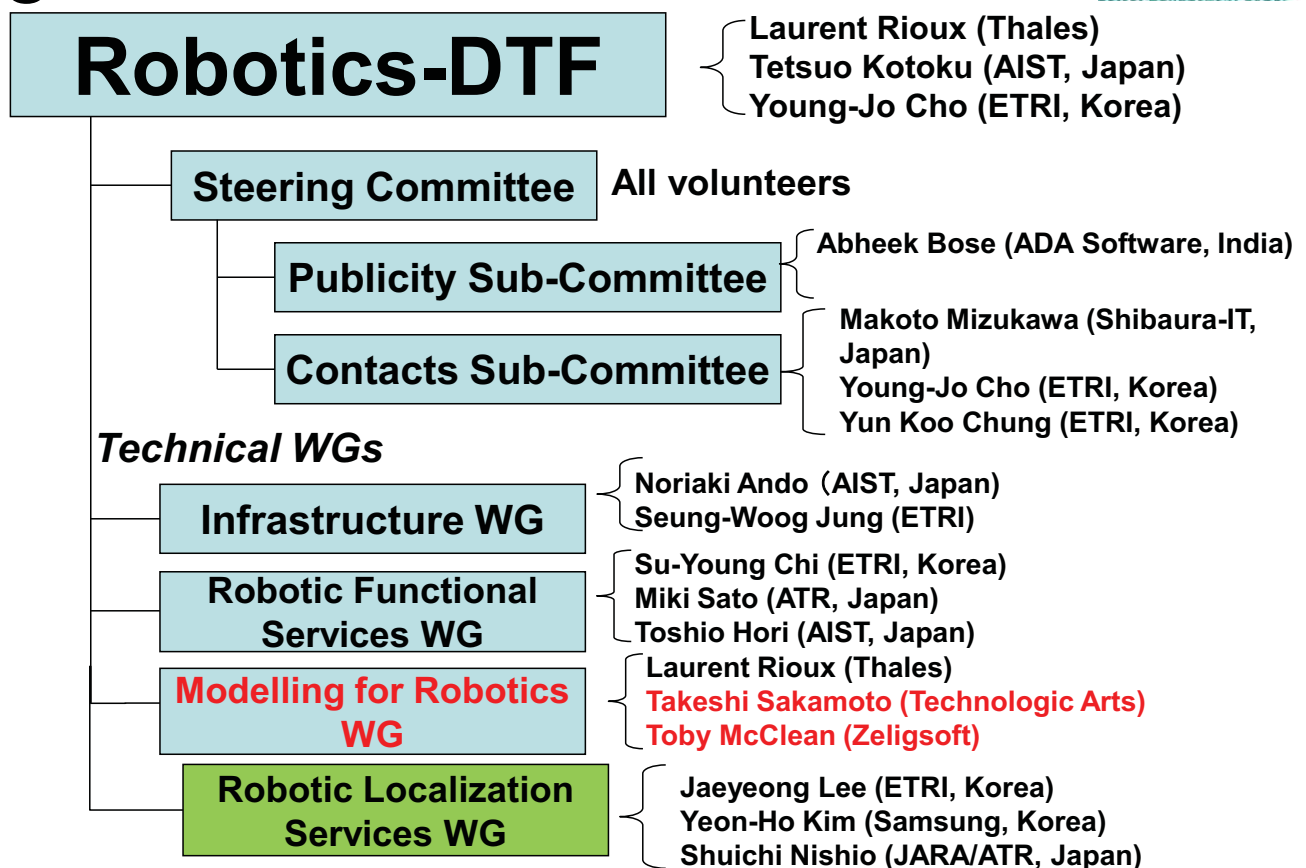 Robotics-DTF
Laurent Rioux (Thales)
Tetsuo Kotoku (AIST, Japan)
Young-Jo Cho (ETRI, Korea)
Steering Committee
All volunteers
Publicity Sub-Committee
Abheek Bose (ADA Software, India)
Contacts Sub-Committee
Makoto Mizukawa (Shibaura-IT,
Japan)
Young-Jo Cho (ETRI, Korea)
Yun Koo Chung (ETRI, Korea)
Technical WGs
Infrastructure WG
Noriaki Ando（AIST, Japan)
Seung-Woog Jung (ETRI)
Robotic Functional
Services WG
Su-Young Chi (ETRI, Korea)
Miki Sato (ATR, Japan)
Toshio Hori (AIST, Japan)
Modelling for Robotics
WG
Laurent Rioux (Thales)
Takeshi Sakamoto (Technologic Arts)
Toby McClean (Zeligsoft)
Robotic Localization
Services WG
Jaeyeong Lee (ETRI, Korea)
Yeon-Ho Kim (Samsung, Korea)
Shuichi Nishio (JARA/ATR, Japan)